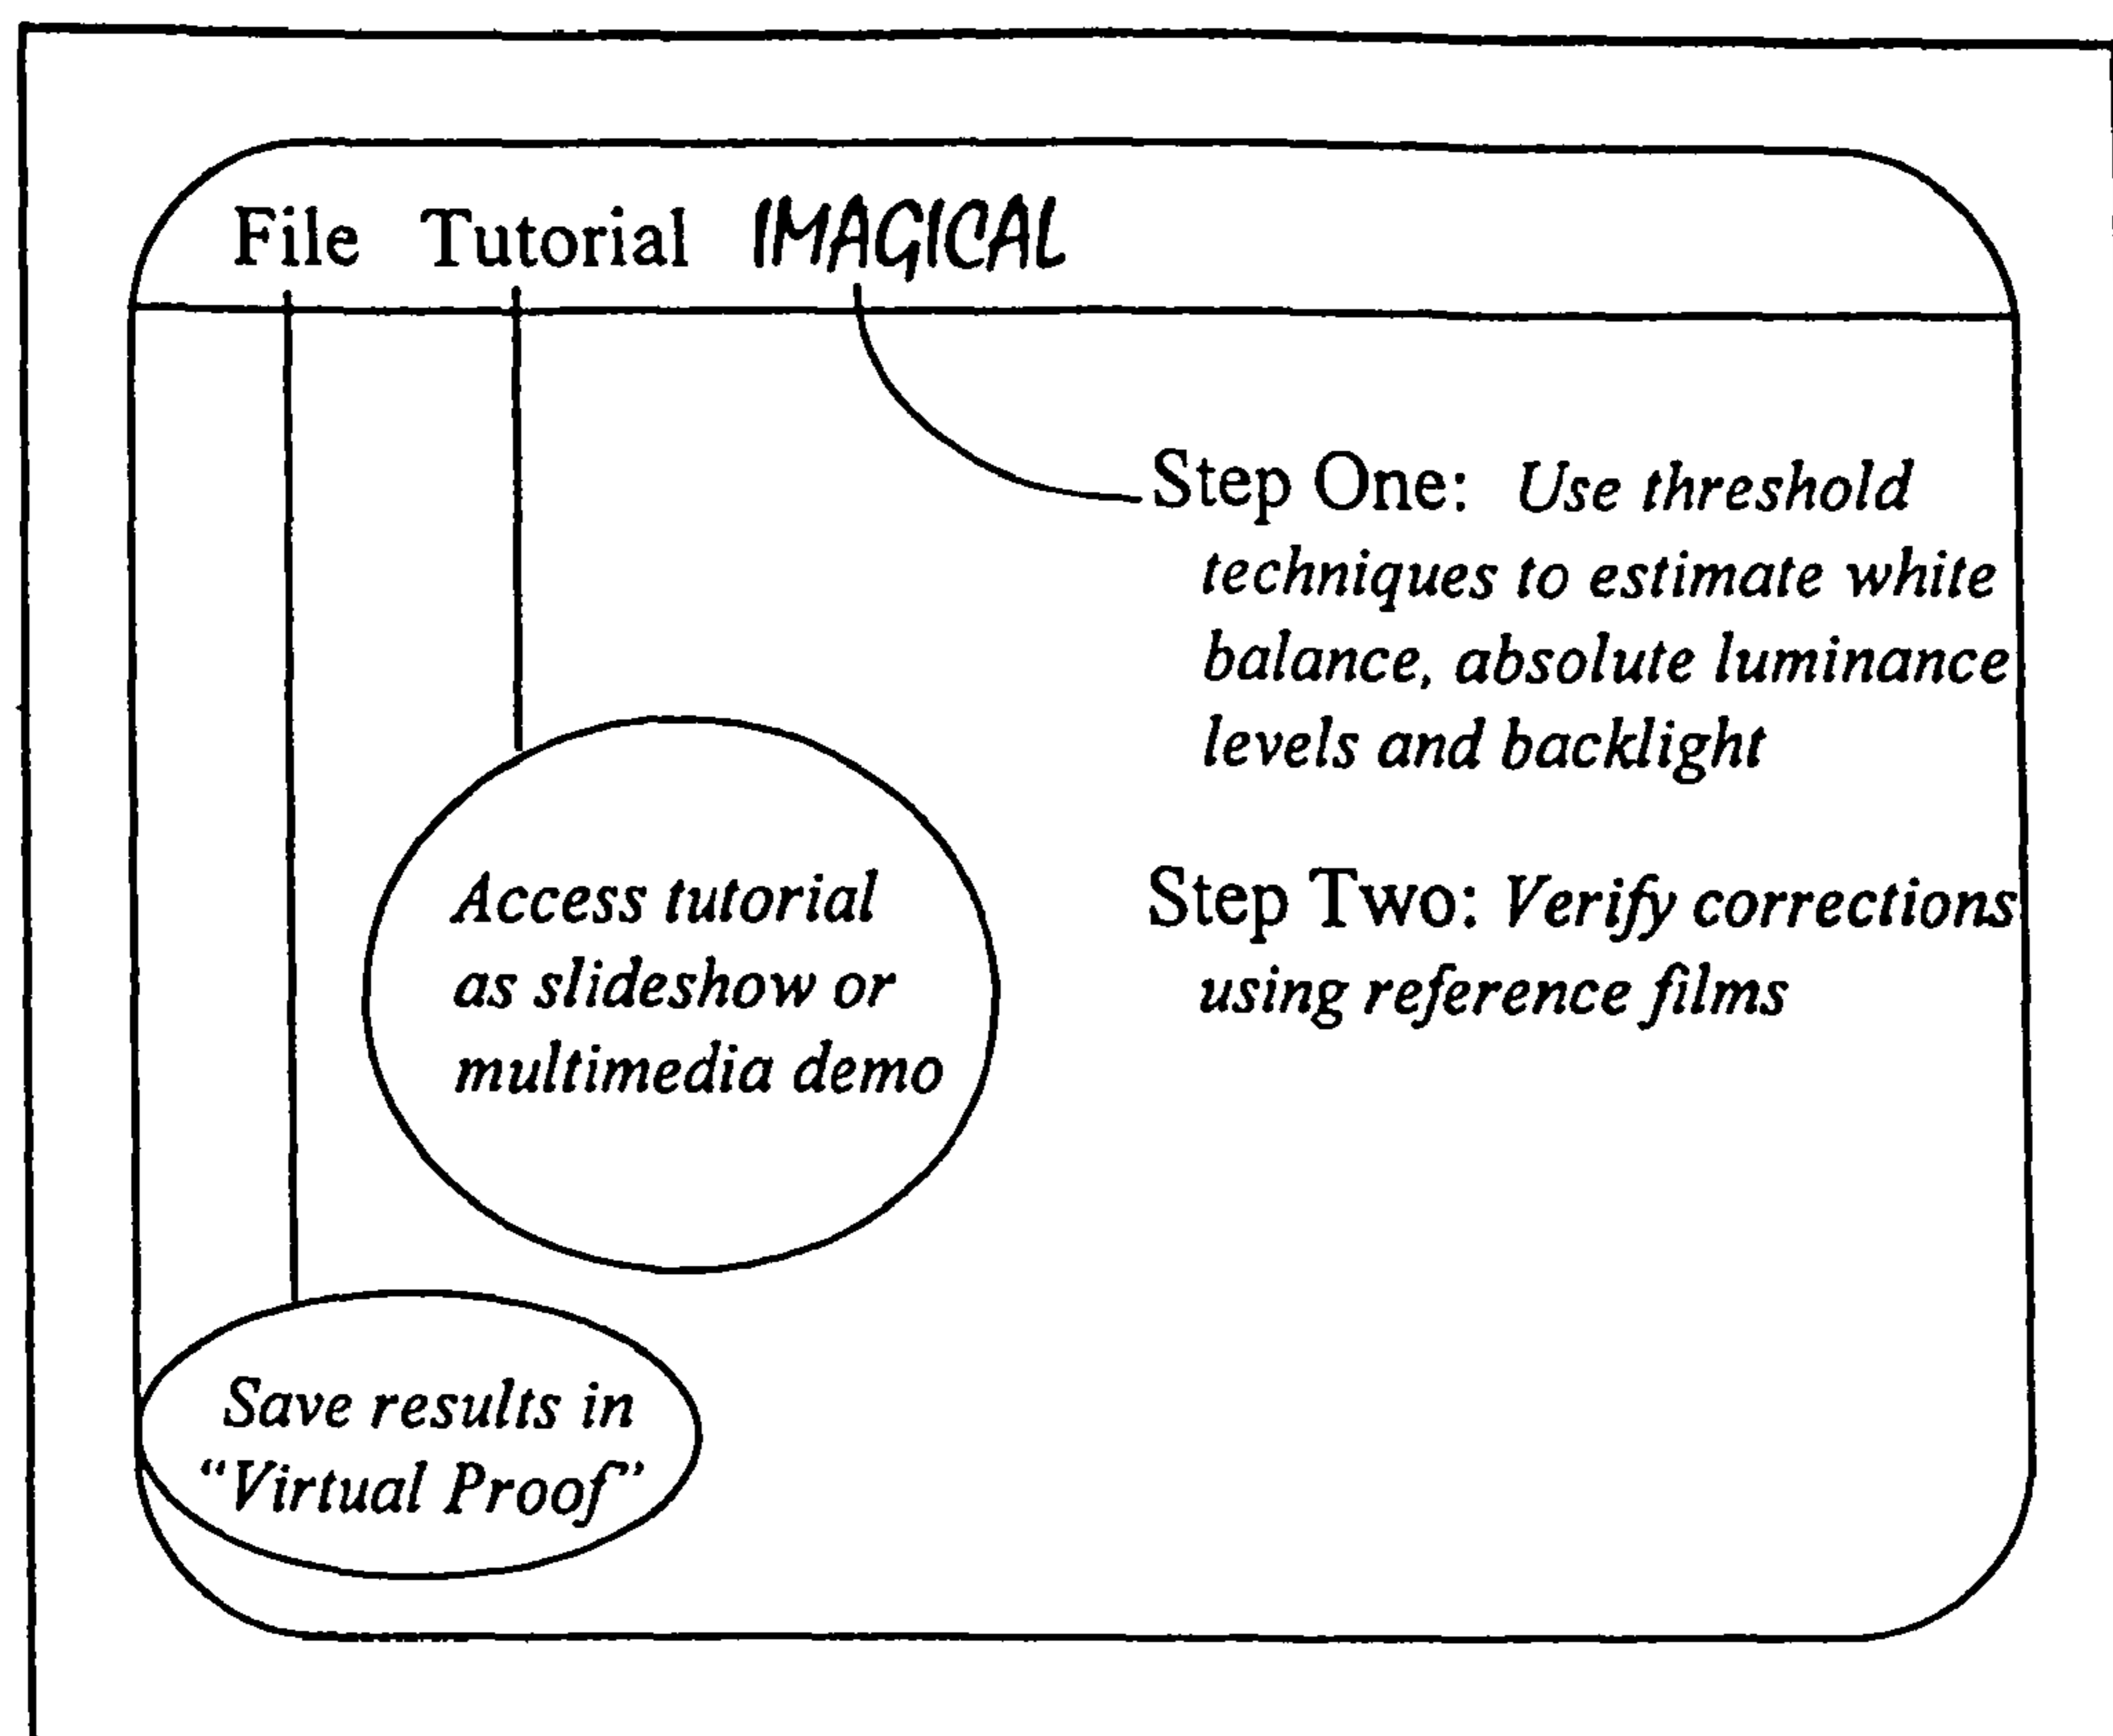 File Tutorial IMAGICAL
Step One: Use threshold
techniques to estimate white
balance, absolute luminance
levels and backlight
Step Two: Verify corrections
using reference films
Access tutorial
as slideshow or
multimedia demo
Save results in
“Virtual Proof”